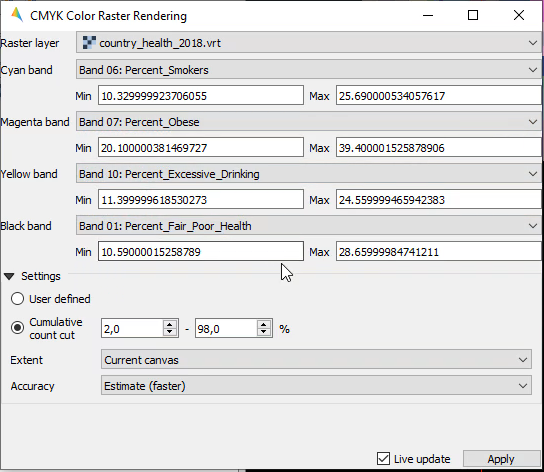 CMYK Color Raster Rendering
Raster layer country_health_2018.vrt
Cyan band Band 06: Percent_Smokers
Min 10.329999923706055 Max 25.690000534057617
Magenta band Band 07: Percent_Obese
Min 20.100000381469727 Max 39.400001525878906
Yellow band Band 10: Percent_Excessive_Drinking
Min 11.399999618530273 Max 24.559999465942383
Black band Band 01: Percent_Fair_Poor_Health
Min 10.59000015258789 Max 28.65999984741211
Settings
User defined
Cumulative
count cut 2,0 - 98,0 %
Extent Current canvas
Accuracy Estimate (faster)
Live update Apply